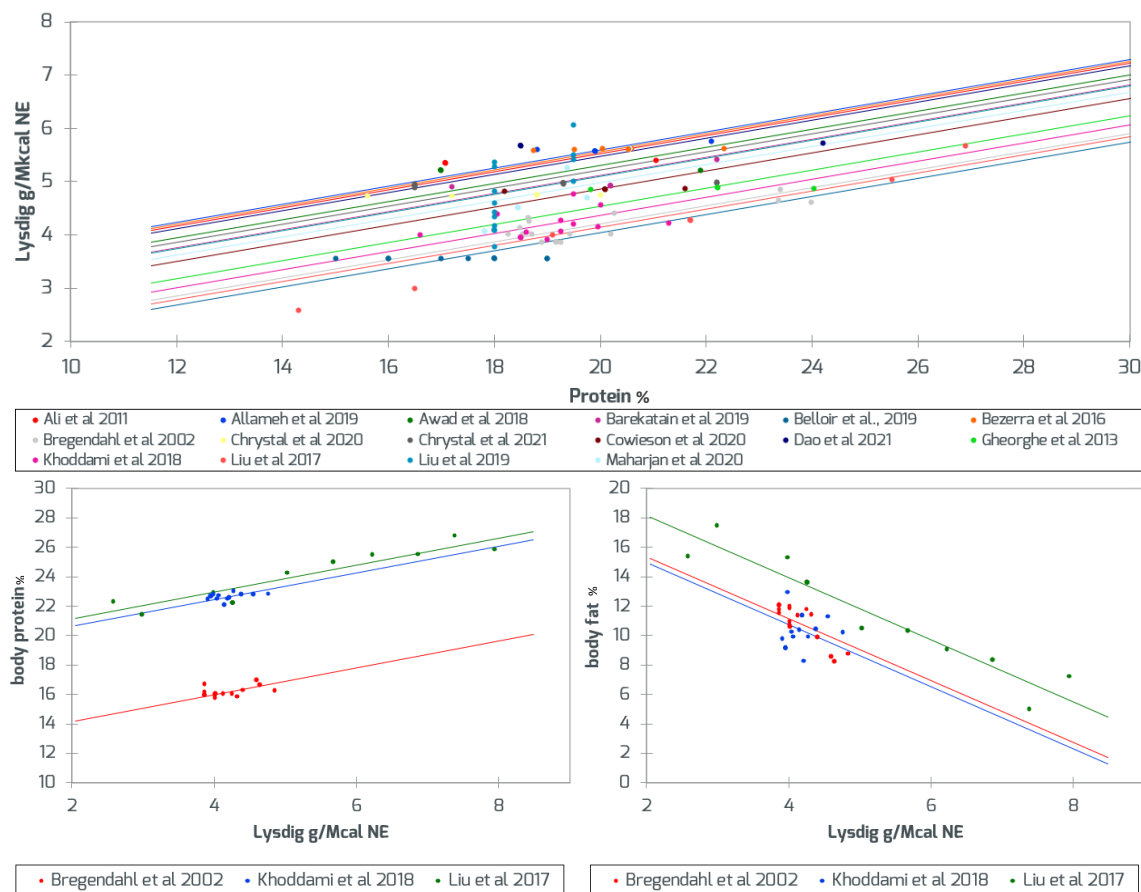 8
7
6
5
4
3
2
Lysdig g/Mkcal NE
10 12 14 16 18 20 22 24 26 28 30
Protein %
Ali et al 2011 Allameh et al 2019 Awad et al 2018 Barekatain et al 2019 Belloir et al., 2019 Bezerra et al 2016
Bregendahl et al 2002 Chrystal et al 2020 Chrystal et al 2021 Cowieson et al 2020 Dao et al 2021 Gheorghe et al 2013
Khoddami et al 2018 Liu et al 2017 Liu et al 2019 Maharjan et al 2020
30
28
26
24
22
20
18
16
14
12
10
body protein %
2 4 6 8
Lysdig g/Mcal NE
Bregendahl et al 2002 Khoddami et al 2018 Liu et al 2017
20
18
16
14
12
10
8
6
4
2
0
body fat %
2 4 6 8
Lysdig g/Mcal NE
Bregendahl et al 2002 Khoddami et al 2018 Liu et al 2017